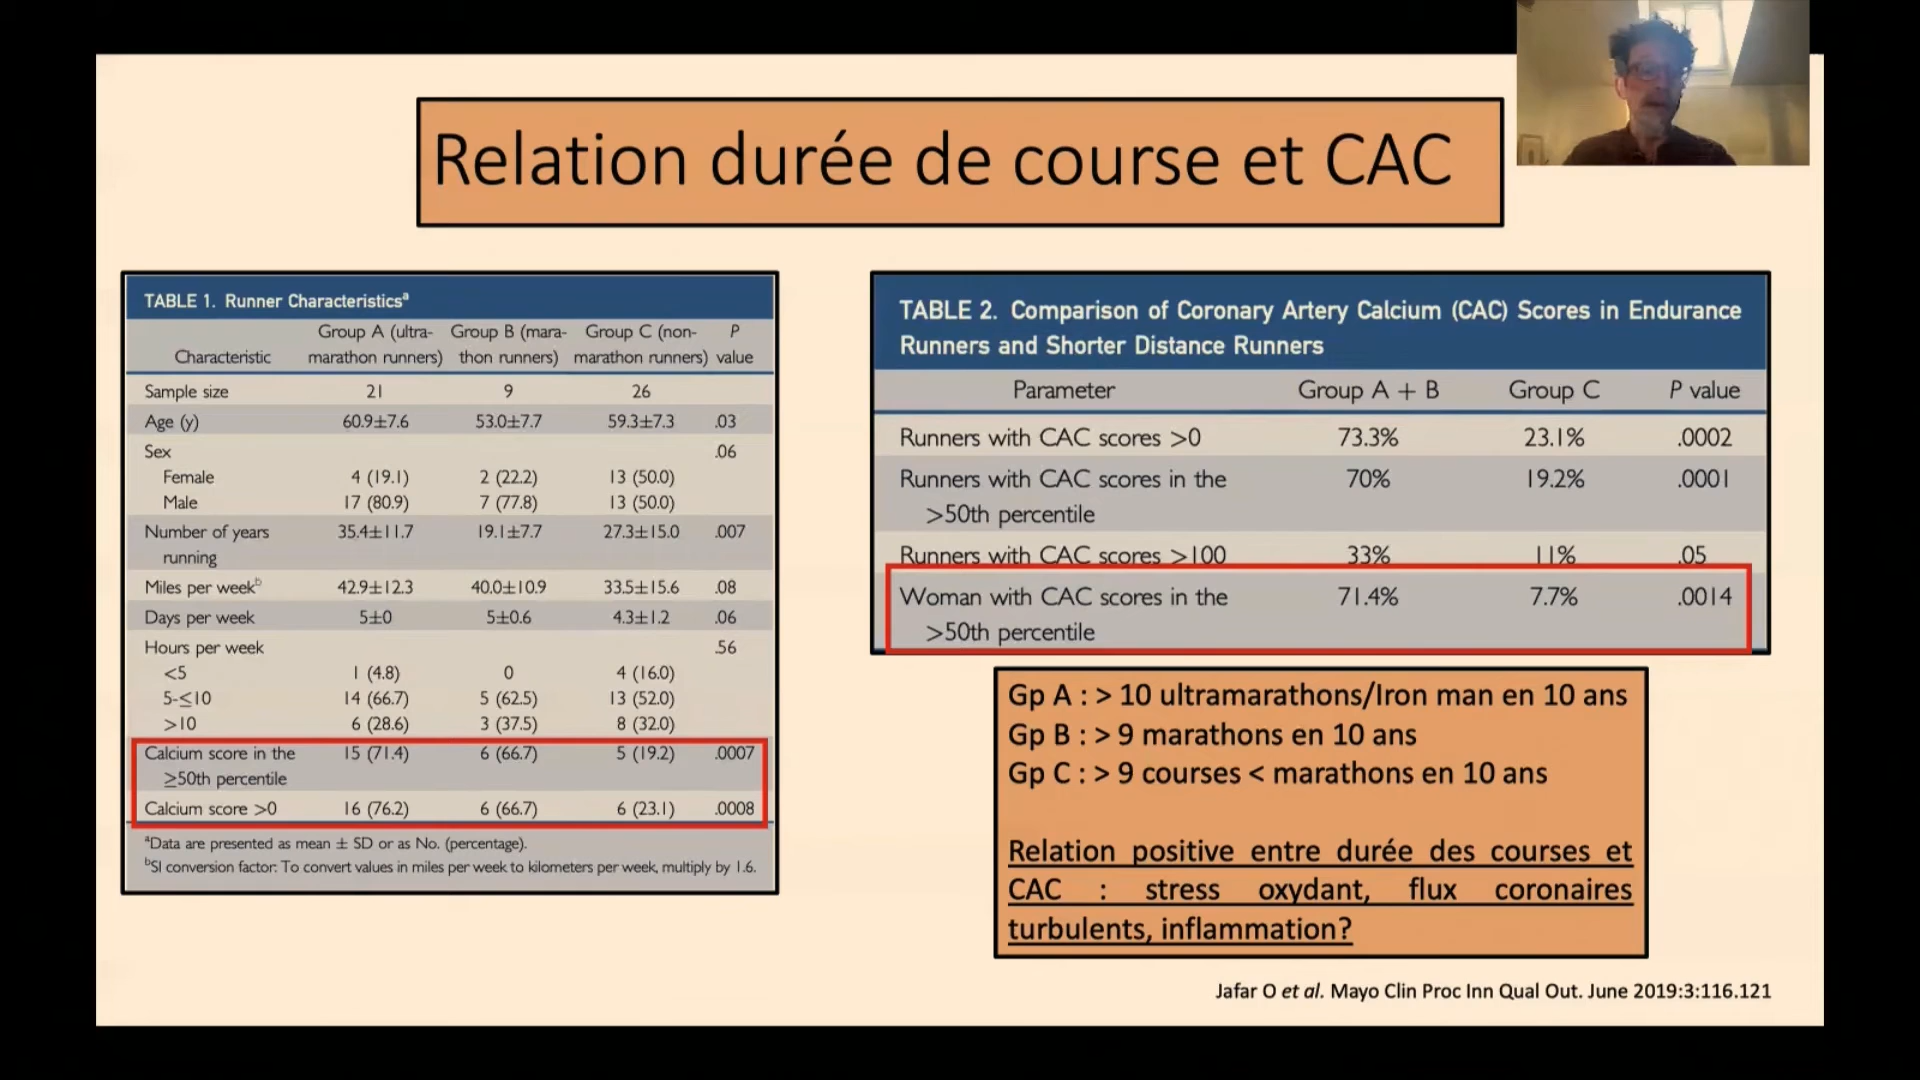 Relation durée de course et CAC
TABLE 1. Runner Characteristicsᵃ
Characteristic Group A (ultra-marathon runners) Group B (mara-thon runners) Group C (non-marathon runners) P value
Sample size 21 9 26
Age (y) 60.9±7.6 53.0±7.7 59.3±7.3 .03
Sex .06
Female 4 (19.1) 2 (22.2) 13 (50.0)
Male 17 (80.9) 7 (77.8) 13 (50.0)
Number of years running 35.4±11.7 19.1±7.7 27.3±15.0 .007
Miles per weekᵇ 42.9±12.3 40.0±10.9 33.5±15.6 .08
Days per week 5±0 5±0.6 4.3±1.2 .06
Hours per week .56
<5 1 (4.8) 0 4 (16.0)
5-≤10 14 (66.7) 5 (62.5) 13 (52.0)
>10 6 (28.6) 3 (37.5) 8 (32.0)
Calcium score in the ≥50th percentile 15 (71.4) 6 (66.7) 5 (19.2) .0007
Calcium score >0 16 (76.2) 6 (66.7) 6 (23.1) .0008
ᵃData are presented as mean ± SD or as No. (percentage).
ᵇSI conversion factor: To convert values in miles per week to kilometers per week, multiply by 1.6.
TABLE 2. Comparison of Coronary Artery Calcium (CAC) Scores in Endurance
Runners and Shorter Distance Runners
Parameter Group A + B Group C P value
Runners with CAC scores >0 73.3% 23.1% .0002
Runners with CAC scores in the >50th percentile 70% 19.2% .0001
Runners with CAC scores >100 33% 11% .05
Woman with CAC scores in the >50th percentile 71.4% 7.7% .0014
Gp A : > 10 ultramarathons/Iron man en 10 ans
Gp B : > 9 marathons en 10 ans
Gp C : > 9 courses < marathons en 10 ans
Relation positive entre durée des courses et
CAC : stress oxydant, flux coronaires
turbulents, inflammation?
Jafar O et al. Mayo Clin Proc Inn Qual Out. June 2019:3:116.121